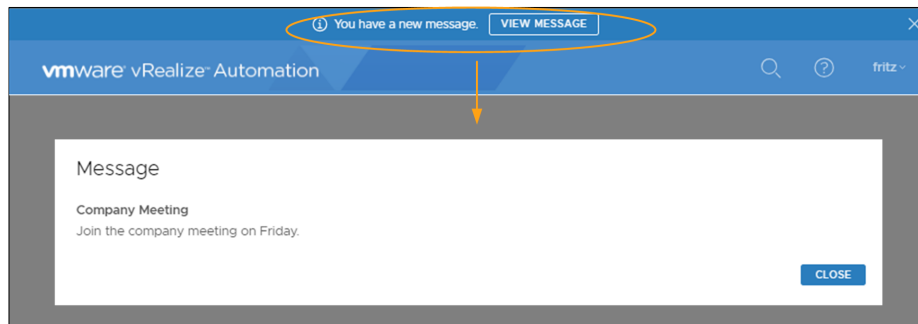 You have a new message. VIEW MESSAGE
vmware® vRealize™ Automation fritz
Message
Company Meeting
Join the company meeting on Friday.
CLOSE